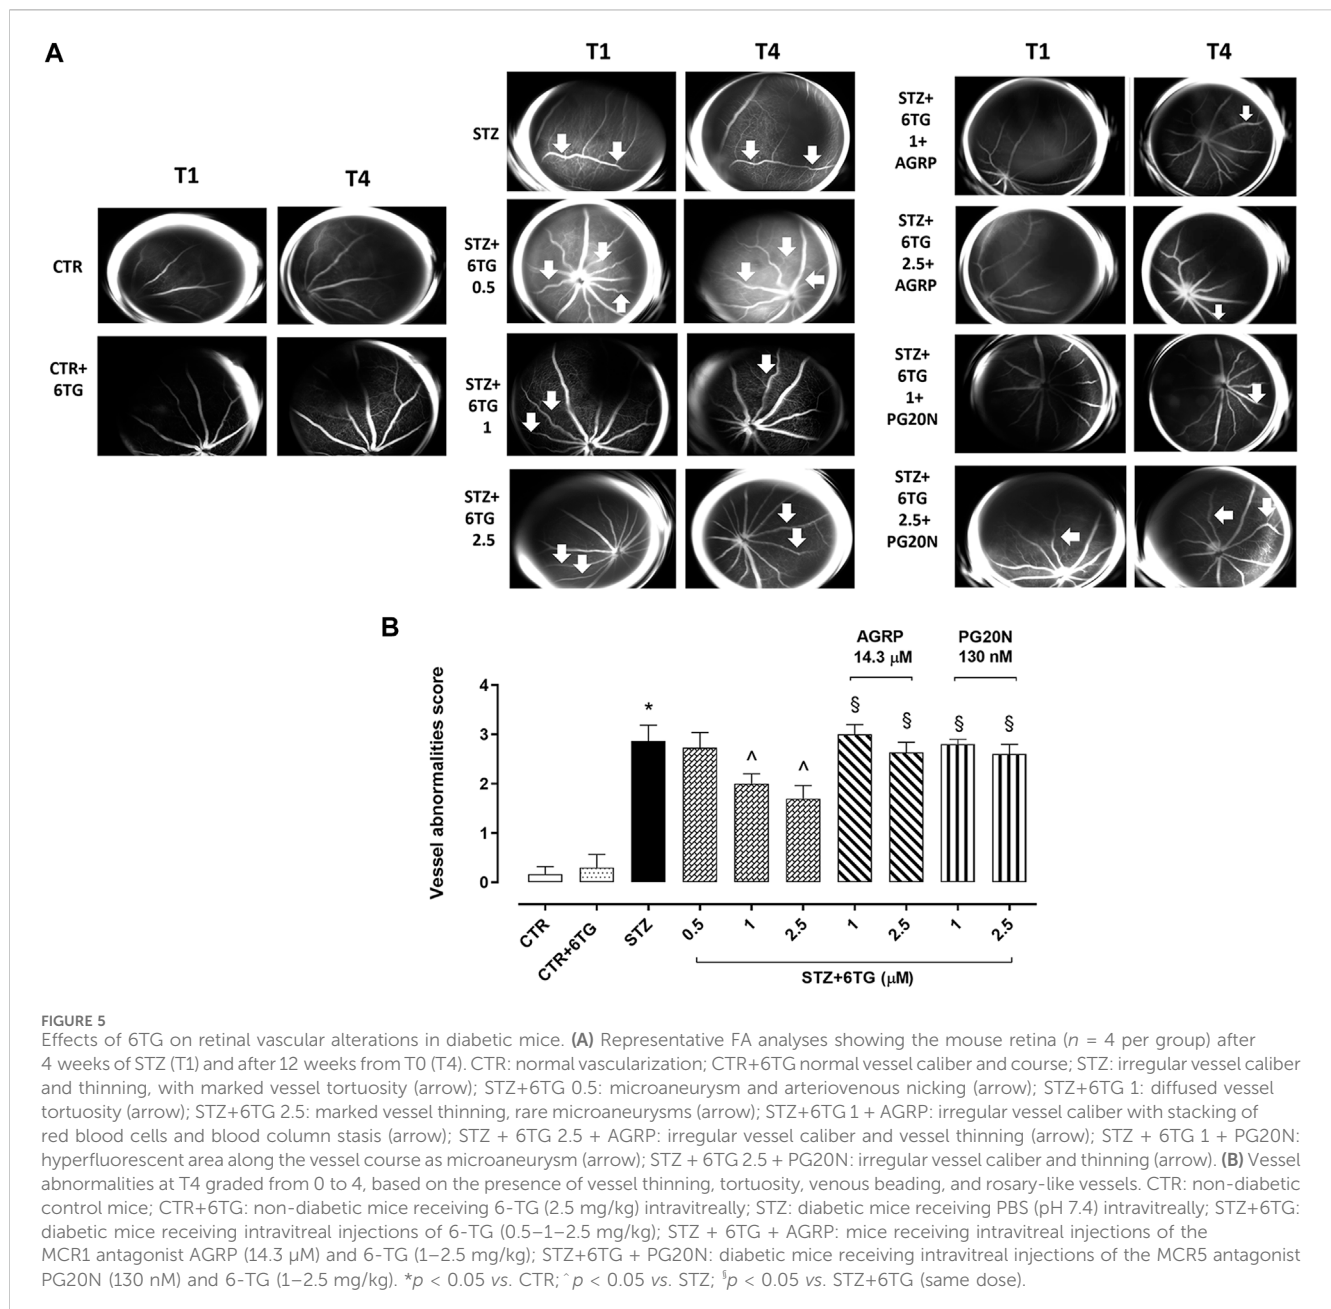 A
T1
T4
CTR
CTR+
6TG
T1
T4
STZ
STZ+
6TG
0.5
STZ+
6TG
1
STZ+
6TG
2.5
T1
T4
STZ+
6TG
1+
AGRP
STZ+
6TG
2.5+
AGRP
STZ+
6TG
1+
PG20N
STZ+
6TG
2.5+
PG20N
B
AGRP
14.3 μM
PG20N
130 nM
Vessel abnormalities score
4
3
2
1
0
*
^
^
§
§
§
§
CTR
CTR+6TG
STZ
0.5
1
2.5
1
2.5
1
2.5
STZ+6TG (μM)
FIGURE 5
Effects of 6TG on retinal vascular alterations in diabetic mice. (A) Representative FA analyses showing the mouse retina (n = 4 per group) after
4 weeks of STZ (T1) and after 12 weeks from T0 (T4). CTR: normal vascularization; CTR+6TG normal vessel caliber and course; STZ: irregular vessel caliber
and thinning, with marked vessel tortuosity (arrow); STZ+6TG 0.5: microaneurysm and arteriovenous nicking (arrow); STZ+6TG 1: diffused vessel
tortuosity (arrow); STZ+6TG 2.5: marked vessel thinning, rare microaneurysms (arrow); STZ+6TG 1 + AGRP: irregular vessel caliber with stacking of
red blood cells and blood column stasis (arrow); STZ + 6TG 2.5 + AGRP: irregular vessel caliber and vessel thinning (arrow); STZ + 6TG 1 + PG20N:
hyperfluorescent area along the vessel course as microaneurysm (arrow); STZ + 6TG 2.5 + PG20N: irregular vessel caliber and thinning (arrow). (B) Vessel
abnormalities at T4 graded from 0 to 4, based on the presence of vessel thinning, tortuosity, venous beading, and rosary-like vessels. CTR: non-diabetic
control mice; CTR+6TG: non-diabetic mice receiving 6-TG (2.5 mg/kg) intravitreally; STZ: diabetic mice receiving PBS (pH 7.4) intravitreally; STZ+6TG:
diabetic mice receiving intravitreal injections of 6-TG (0.5–1–2.5 mg/kg); STZ + 6TG + AGRP: mice receiving intravitreal injections of the
MCR1 antagonist AGRP (14.3 μM) and 6-TG (1–2.5 mg/kg); STZ+6TG + PG20N: diabetic mice receiving intravitreal injections of the MCR5 antagonist
PG20N (130 nM) and 6-TG (1–2.5 mg/kg). *p < 0.05 vs. CTR; ^p < 0.05 vs. STZ; §p < 0.05 vs. STZ+6TG (same dose).